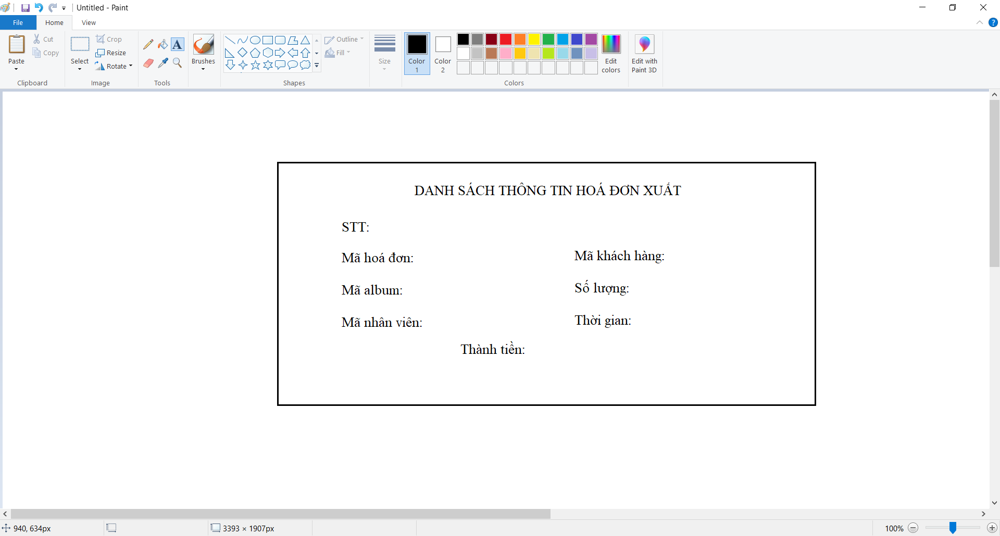 Untitled - Paint
File Home View
Paste
Cut
Copy
Clipboard
Select
Crop
Resize
Rotate
Image
A
Tools
Brushes
Outline
Fill
Shapes
Size
Color 1
Color 2
Edit colors
Colors
Edit with Paint 3D
DANH SÁCH THÔNG TIN HOÁ ĐƠN XUẤT
STT:
Mã hoá đơn: Mã khách hàng:
Mã album: Số lượng:
Mã nhân viên: Thời gian:
Thành tiền:
940, 634px 3393 × 1907px 100%